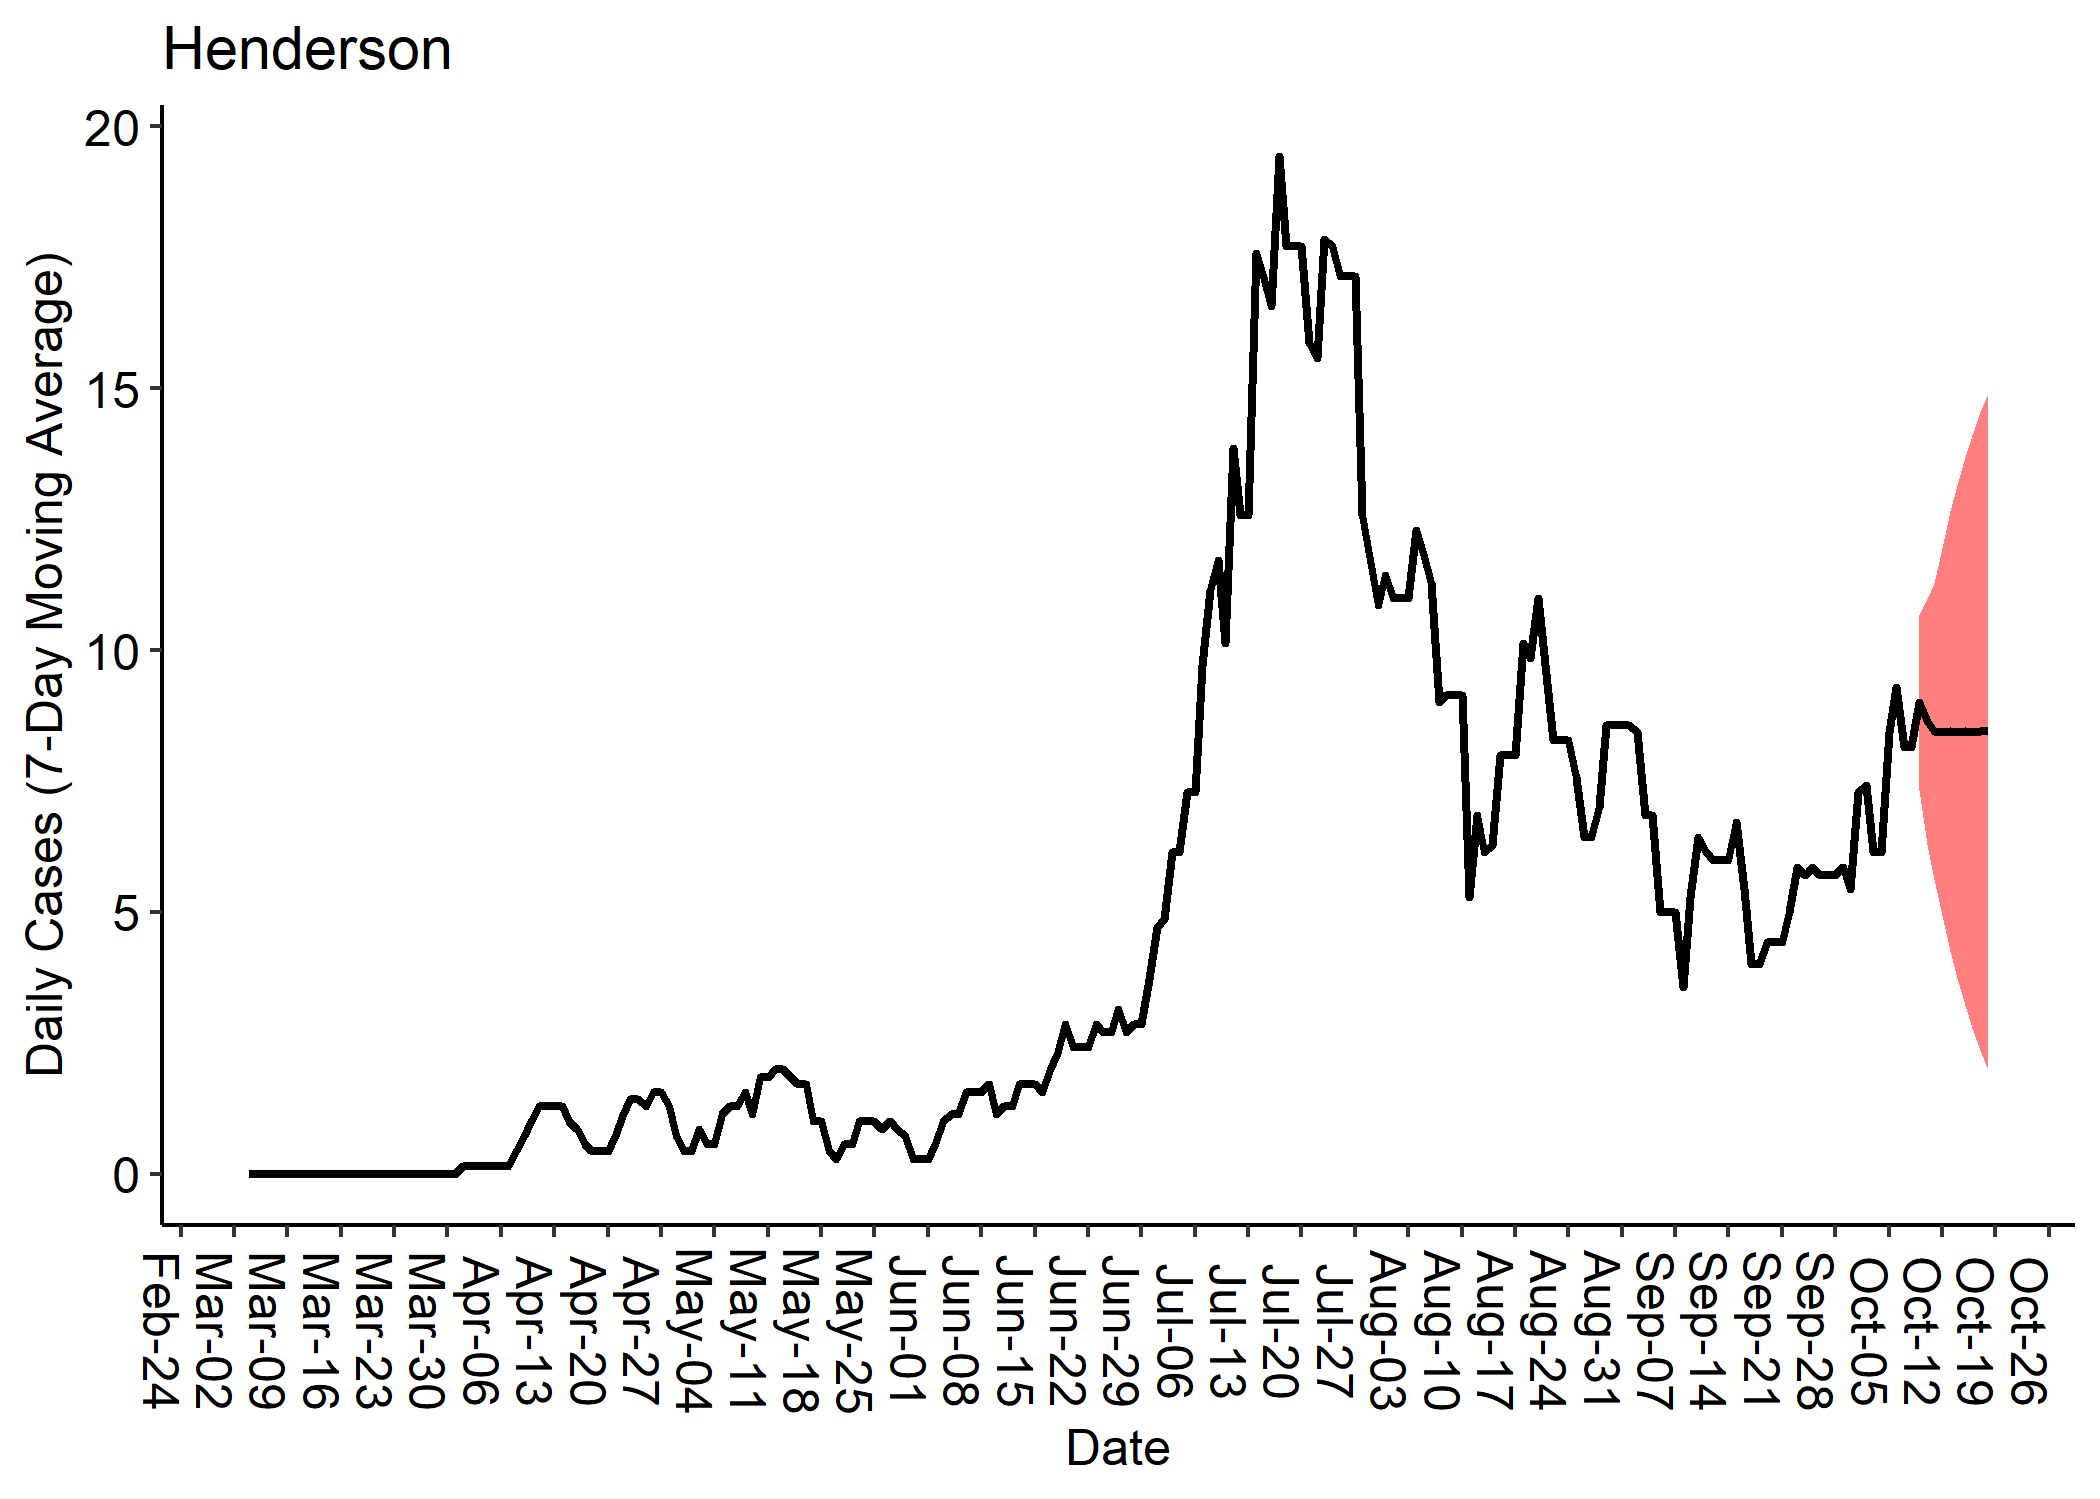 Henderson
Daily Cases (7-Day Moving Average)
20
15
10
5
0
Feb-24
Mar-02
Mar-09
Mar-16
Mar-23
Mar-30
Apr-06
Apr-13
Apr-20
Apr-27
May-04
May-11
May-18
May-25
Jun-01
Jun-08
Jun-15
Jun-22
Jun-29
Jul-06
Jul-13
Jul-20
Jul-27
Aug-03
Aug-10
Aug-17
Aug-24
Aug-31
Sep-07
Sep-14
Sep-21
Sep-28
Oct-05
Oct-12
Oct-19
Oct-26
Date